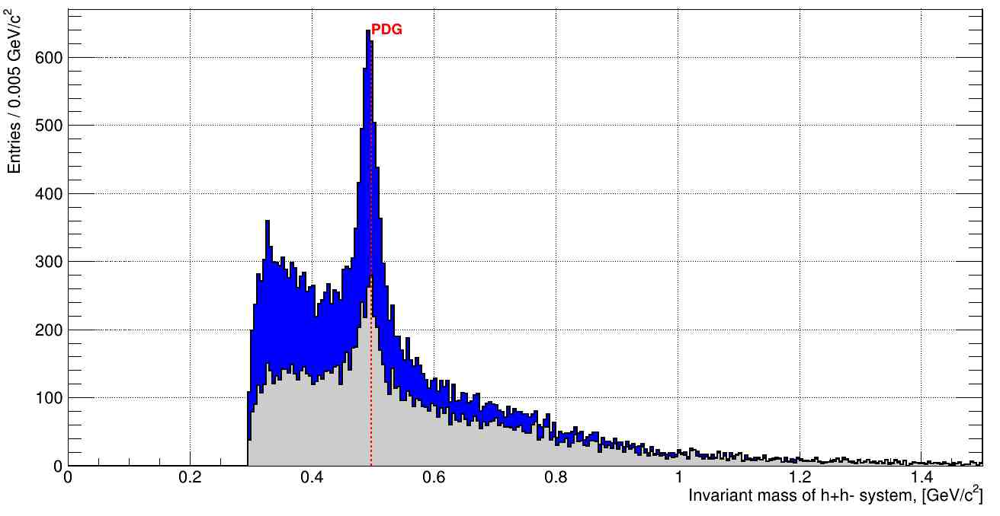 Entries / 0.005 GeV/c²
PDG
600
500
400
300
200
100
0
0 0.2 0.4 0.6 0.8 1 1.2 1.4
Invariant mass of h+h- system, [GeV/c²]